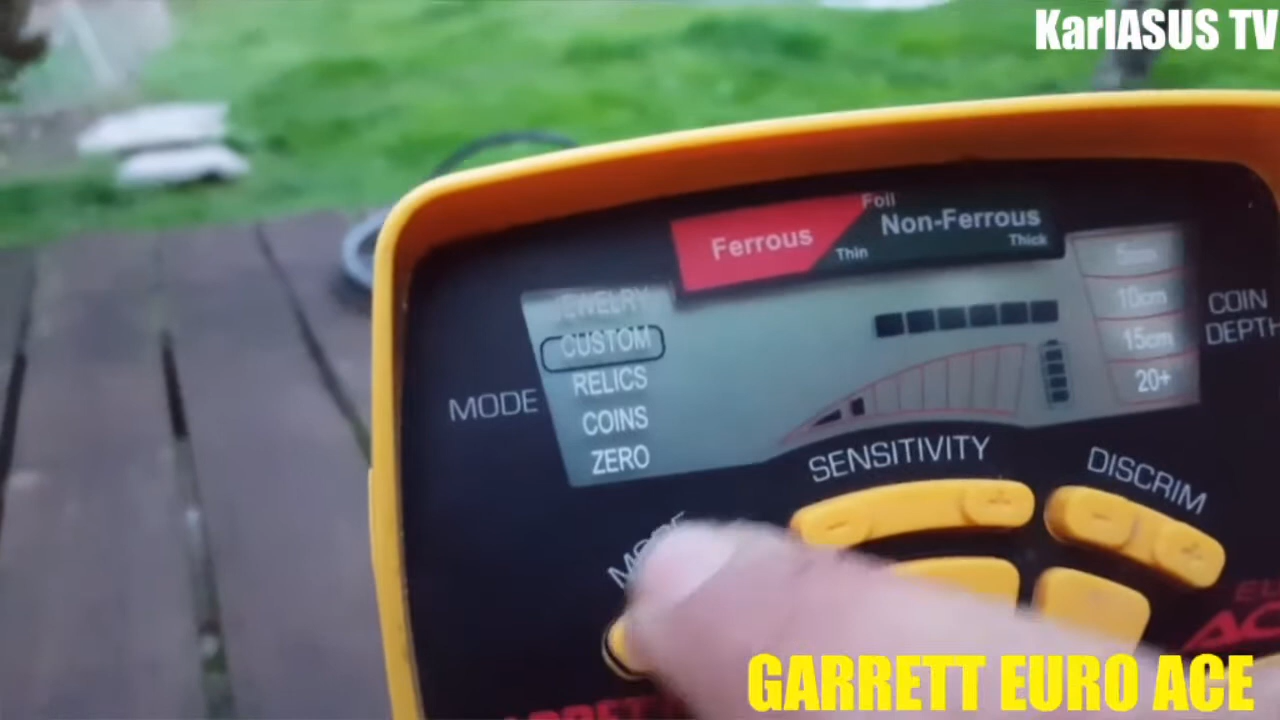 KarlASUS TV
Foil
Ferrous
Non-Ferrous
Thin
Thick
JEWELRY
CUSTOM
RELICS
COINS
ZERO
MODE
5cm
10cm
15cm
20+
COIN
DEPTH
SENSITIVITY
DISCRIM
- +
- +
MODE
GARRETT EURO ACE